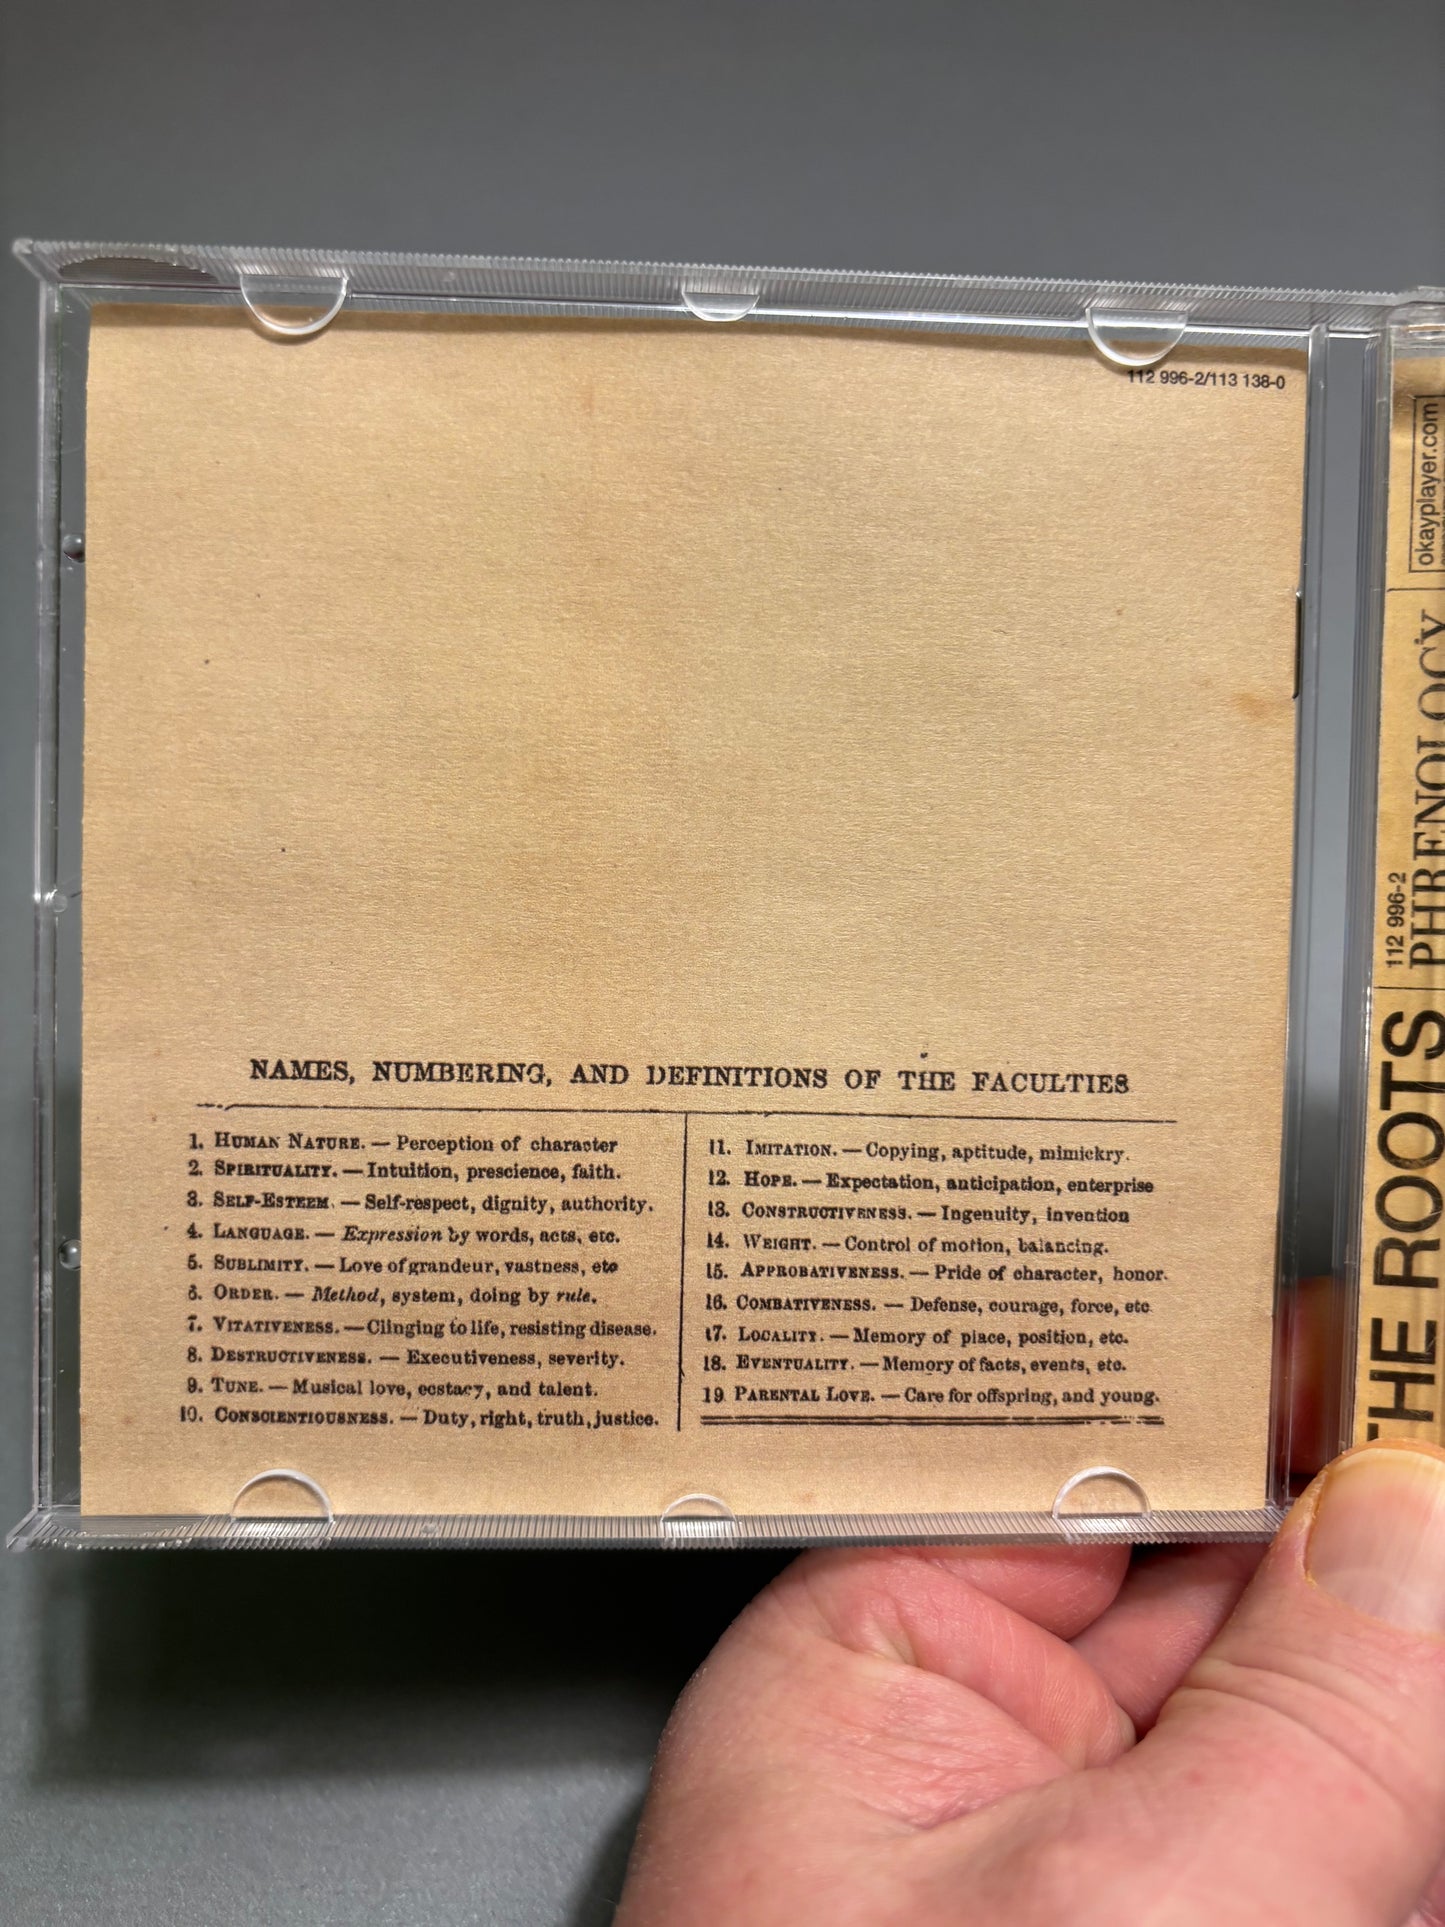 112 996-2/113 138-0
NAMES, NUMBERING, AND DEFINITIONS OF THE FACULTIES
1. HUMAN NATURE. — Perception of character
2. SPIRITUALITY. — Intuition, prescience, faith.
3. SELF-ESTEEM. — Self-respect, dignity, authority.
4. LANGUAGE. — Expression by words, acts, etc.
5. SUBLIMITY. — Love of grandeur, vastness, etc
6. ORDER. — Method, system, doing by rule.
7. VITATIVENESS. — Clinging to life, resisting disease.
8. DESTRUCTIVENESS. — Executiveness, severity.
9. TUNE. — Musical love, ecstacy, and talent.
10. CONSCIENTIOUSNESS. — Duty, right, truth, justice.
11. IMITATION. — Copying, aptitude, mimickry.
12. HOPE. — Expectation, anticipation, enterprise
13. CONSTRUCTIVENESS. — Ingenuity, invention
14. WEIGHT. — Control of motion, balancing.
15. APPROBATIVENESS. — Pride of character, honor.
16. COMBATIVENESS. — Defense, courage, force, etc
17. LOCALITY. — Memory of place, position, etc.
18. EVENTUALITY. — Memory of facts, events, etc.
19 PARENTAL LOVE. — Care for offspring, and young.
THE ROOTS
112 996-2
PHRENOLOGY
okayplayer.com